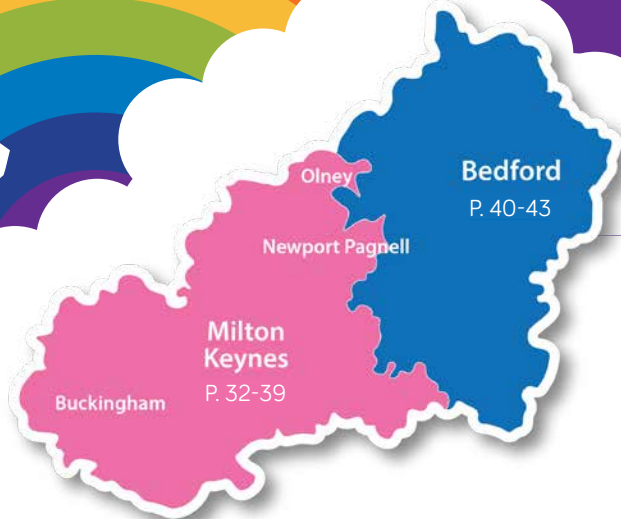 Olney
Bedford
P. 40-43
Newport Pagnell
Milton
Keynes
P. 32-39
Buckingham